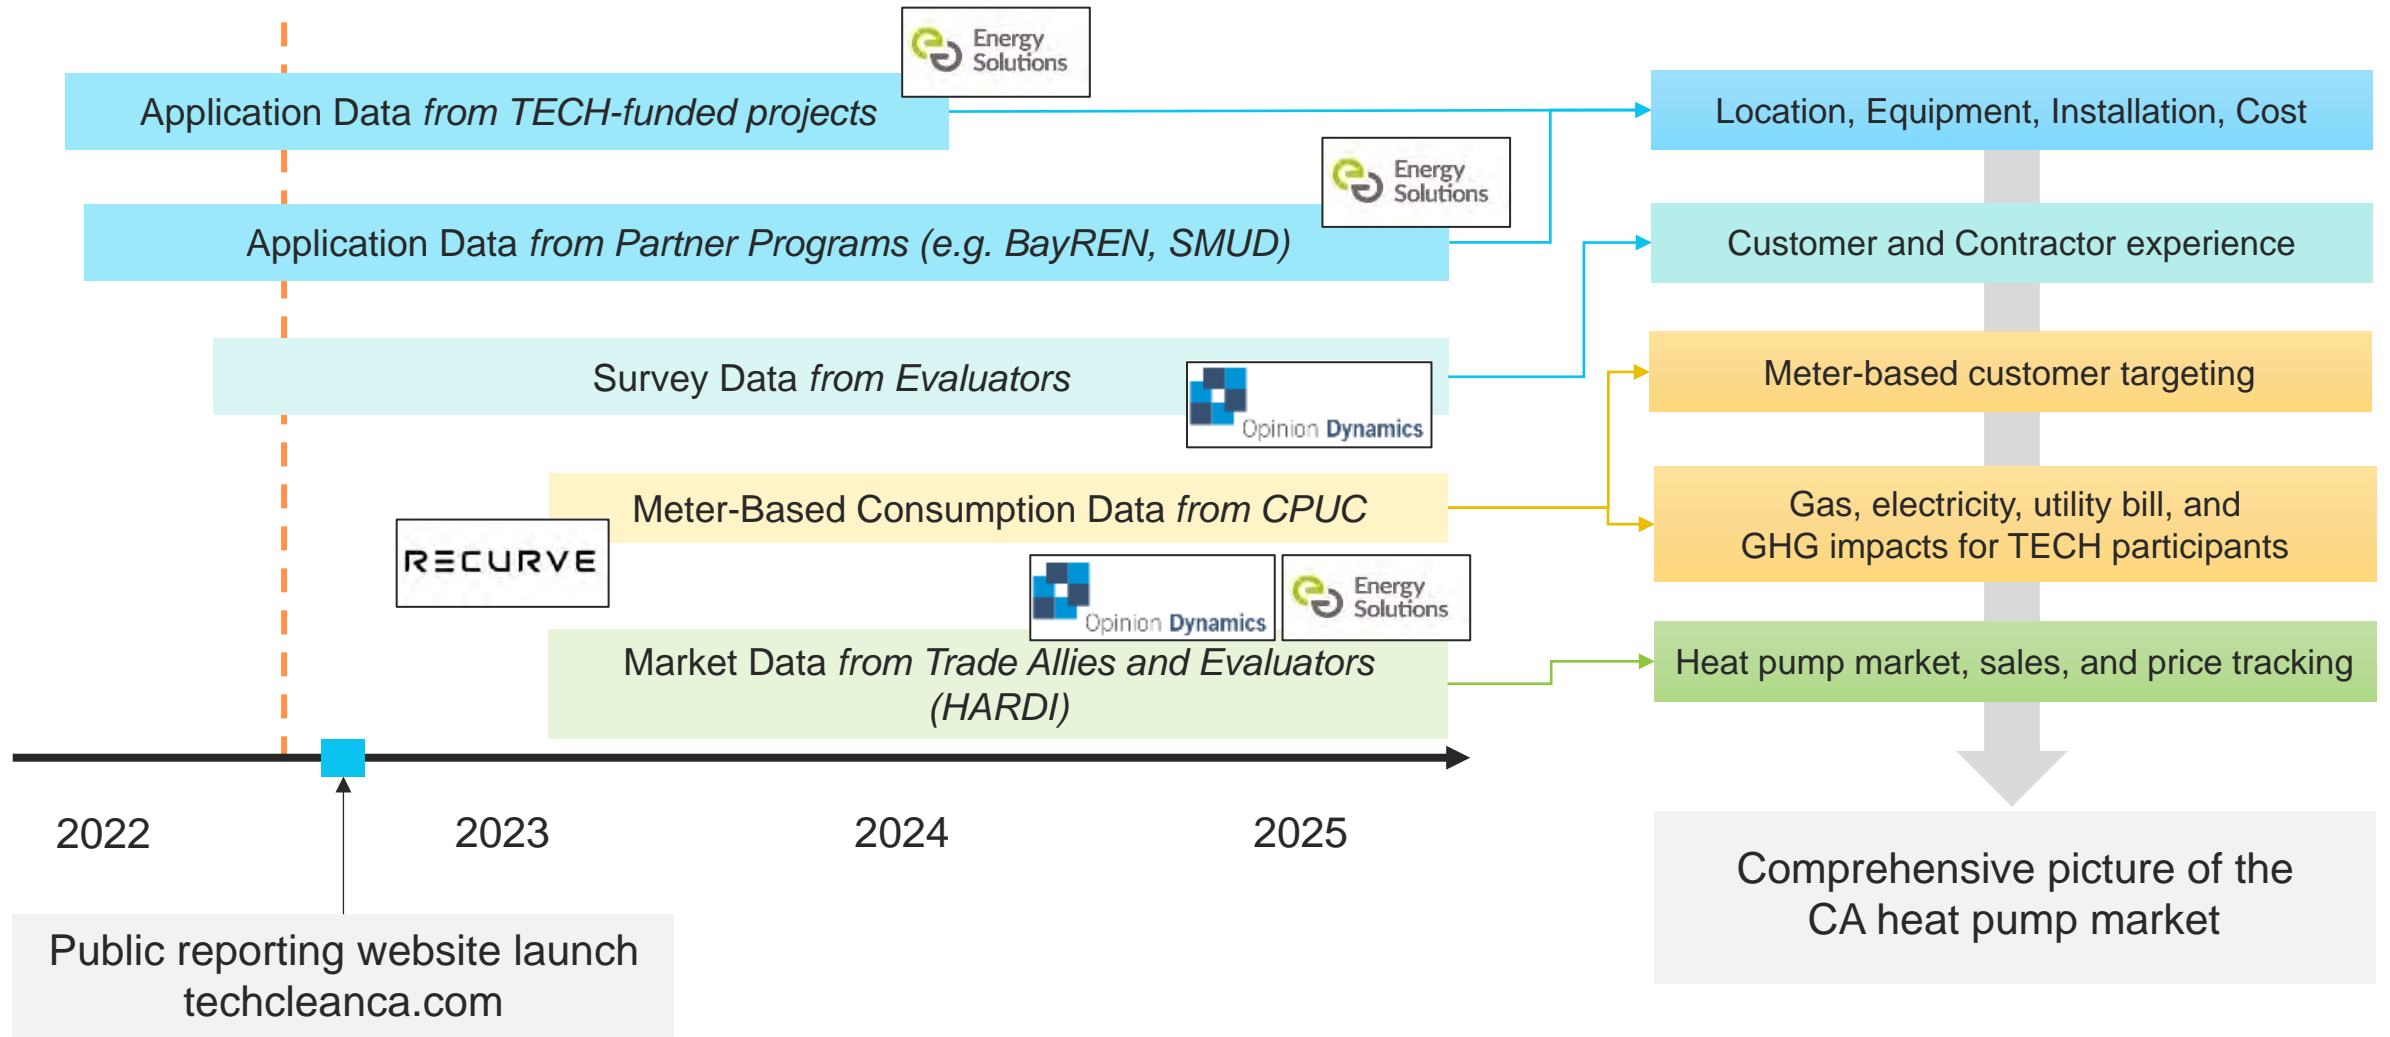 Energy
Solutions
Application Data from TECH-funded projects
Location, Equipment, Installation, Cost
Energy
Solutions
Application Data from Partner Programs (e.g. BayREN, SMUD)
Customer and Contractor experience
Survey Data from Evaluators
Opinion Dynamics
Meter-based customer targeting
Meter-Based Consumption Data from CPUC
RECURVE
Gas, electricity, utility bill, and
GHG impacts for TECH participants
Opinion Dynamics
Energy
Solutions
Market Data from Trade Allies and Evaluators
(HARDI)
Heat pump market, sales, and price tracking
2022
2023
2024
2025
Public reporting website launch
techcleanca.com
Comprehensive picture of the
CA heat pump market